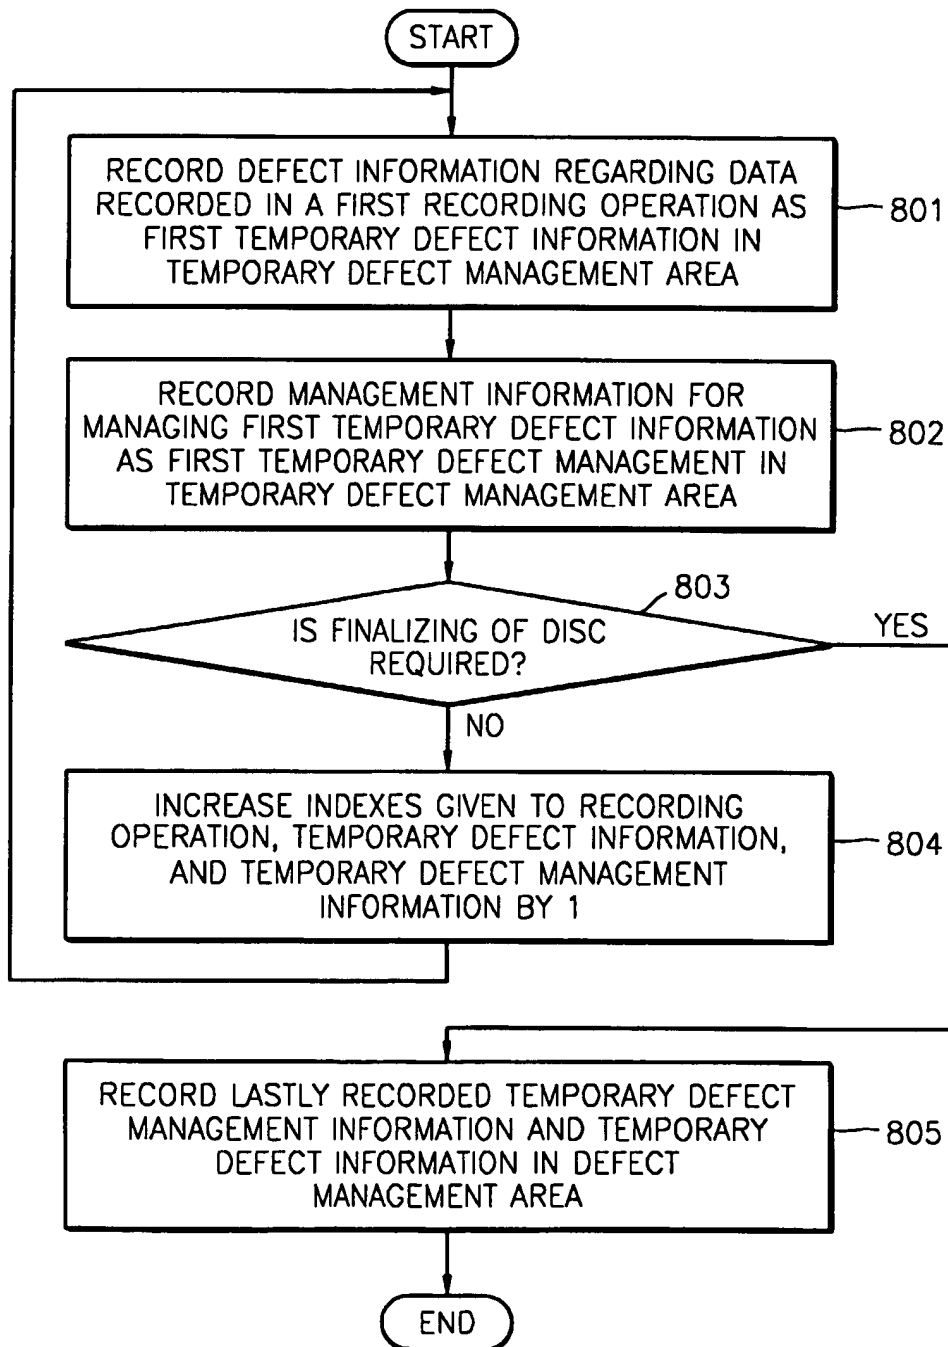 START
RECORD DEFECT INFORMATION REGARDING DATA
RECORDED IN A FIRST RECORDING OPERATION AS
FIRST TEMPORARY DEFECT INFORMATION IN
TEMPORARY DEFECT MANAGEMENT AREA
801
RECORD MANAGEMENT INFORMATION FOR
MANAGING FIRST TEMPORARY DEFECT INFORMATION
AS FIRST TEMPORARY DEFECT MANAGEMENT IN
TEMPORARY DEFECT MANAGEMENT AREA
802
803
IS FINALIZING OF DISC
REQUIRED?
YES
NO
INCREASE INDEXES GIVEN TO RECORDING
OPERATION, TEMPORARY DEFECT INFORMATION,
AND TEMPORARY DEFECT MANAGEMENT
INFORMATION BY 1
804
RECORD LASTLY RECORDED TEMPORARY DEFECT
MANAGEMENT INFORMATION AND TEMPORARY
DEFECT INFORMATION IN DEFECT
MANAGEMENT AREA
805
END